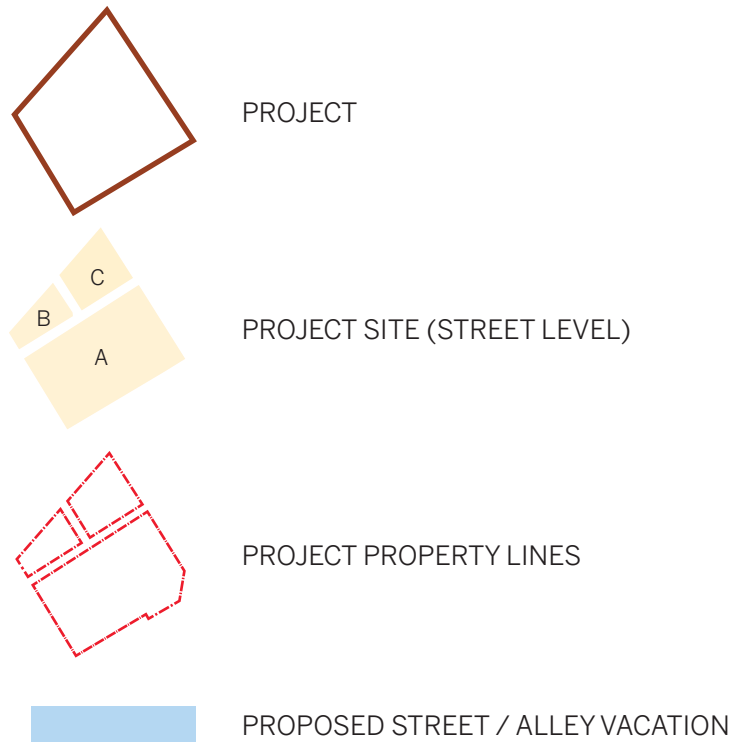 PROJECT
C
B
A
PROJECT SITE (STREET LEVEL)
PROJECT PROPERTY LINES
PROPOSED STREET / ALLEY VACATION